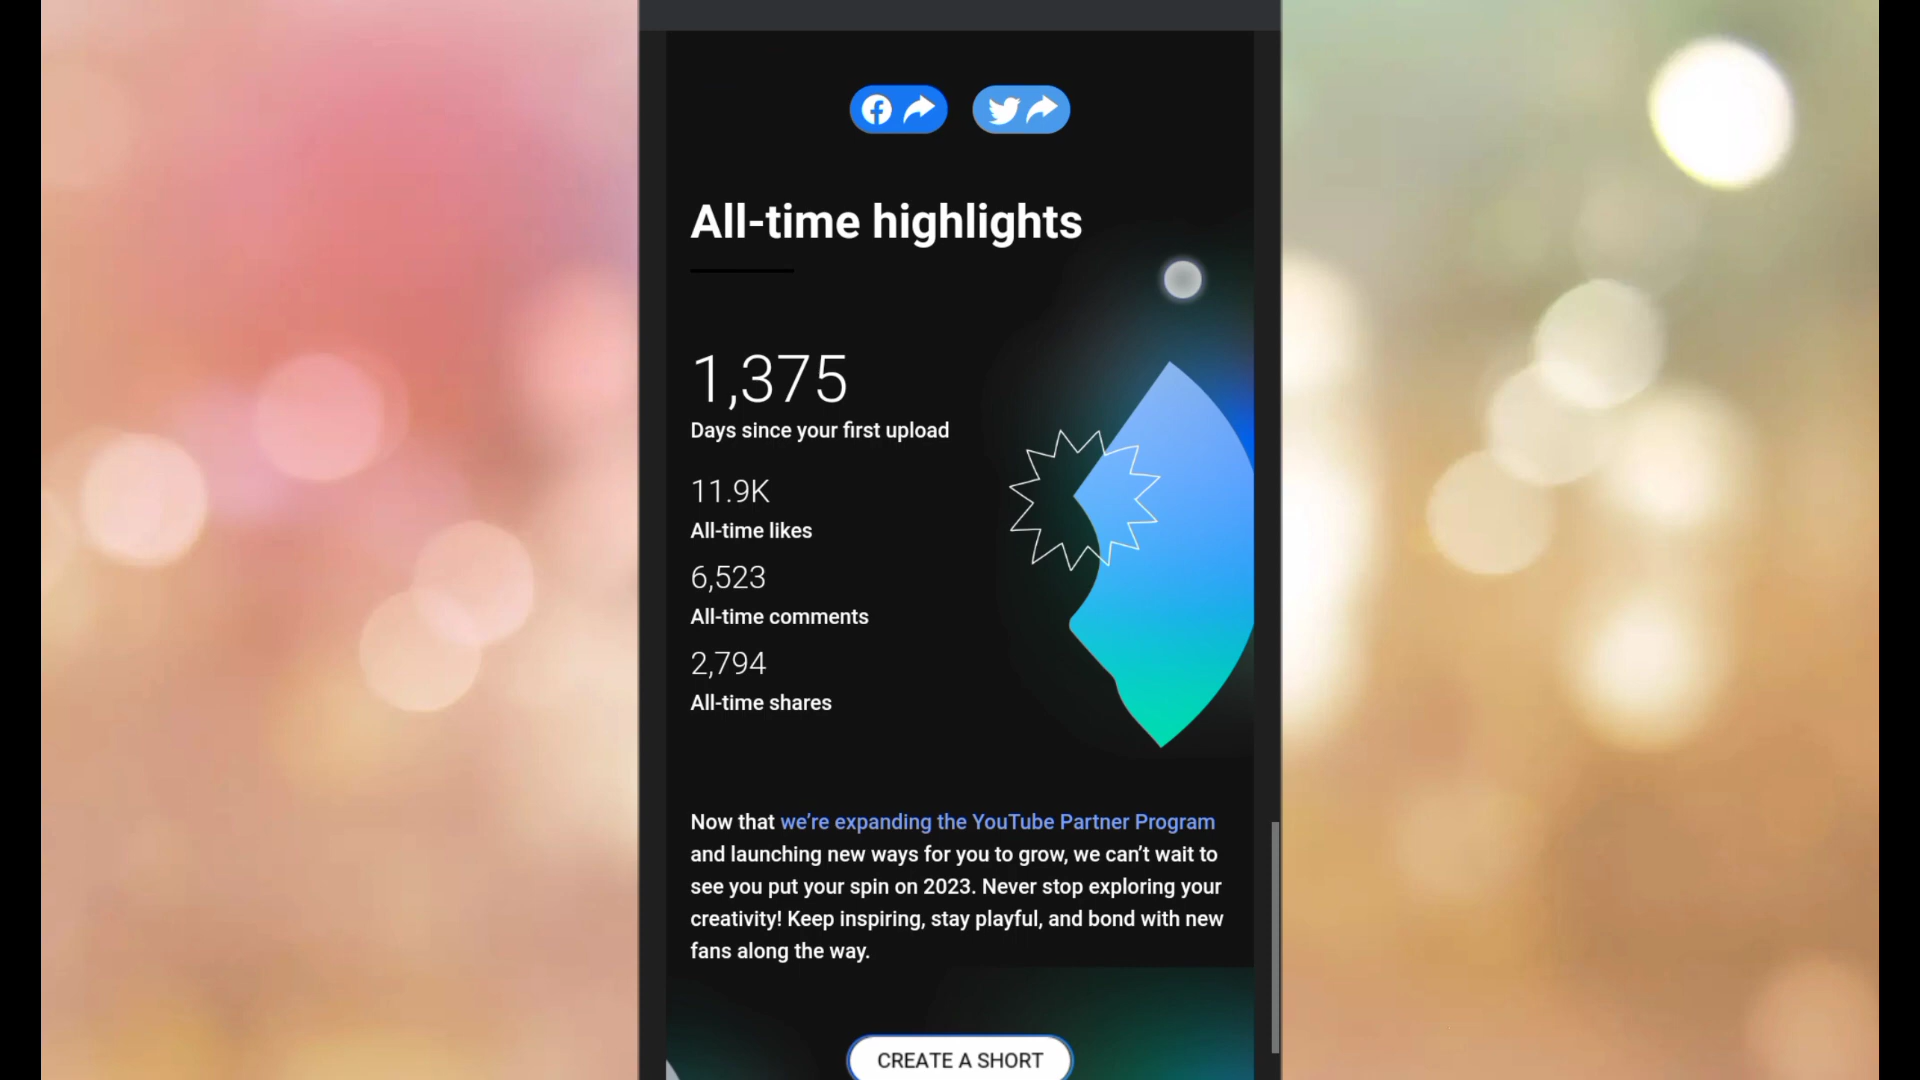 All-time highlights
1,375
Days since your first upload
11.9K
All-time likes
6,523
All-time comments
2,794
All-time shares
Now that we’re expanding the YouTube Partner Program
and launching new ways for you to grow, we can’t wait to
see you put your spin on 2023. Never stop exploring your
creativity! Keep inspiring, stay playful, and bond with new
fans along the way.
CREATE A SHORT